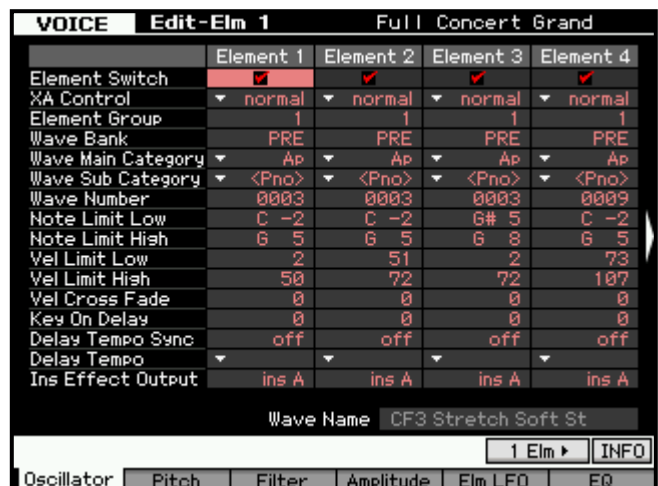 VOICE Edit-Elm 1 Full Concert Grand
Element 1 Element 2 Element 3 Element 4
Element Switch
XA Control normal normal normal normal
Element Group 1 1 1 1
Wave Bank PRE PRE PRE PRE
Wave Main Category Ap Ap Ap Ap
Wave Sub Category <Pno> <Pno> <Pno> <Pno>
Wave Number 0003 0003 0003 0009
Note Limit Low C -2 C -2 G# 5 C -2
Note Limit High G 5 G 5 G 8 G 5
Vel Limit Low 2 51 2 73
Vel Limit High 50 72 72 107
Vel Cross Fade 0 0 0 0
Key On Delay 0 0 0 0
Delay Tempo Sync off off off off
Delay Tempo
Ins Effect Output ins A ins A ins A ins A
Wave Name CF3 Stretch Soft St
1 Elm INFO
Oscillator Pitch Filter Amplitude Elm LFO EQ